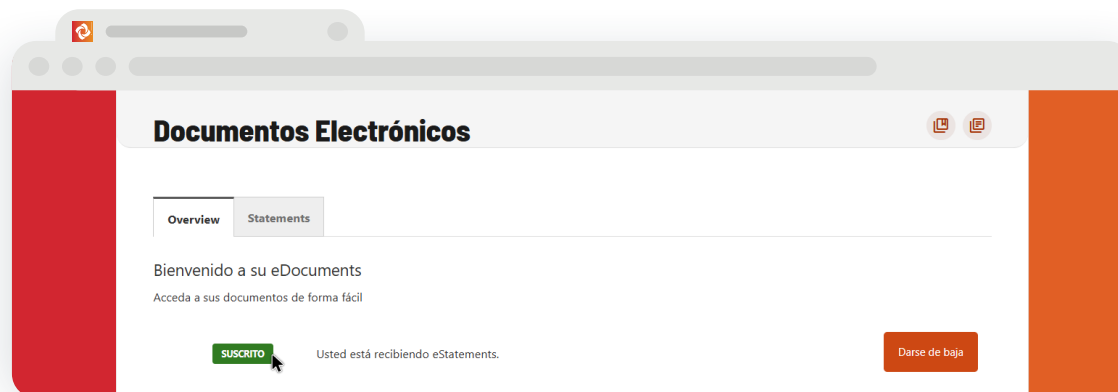 Documentos Electrónicos
Overview
Statements
Bienvenido a su eDocuments
Acceda a sus documentos de forma fácil
SUSCRITO
Usted está recibiendo eStatements.
Darse de baja